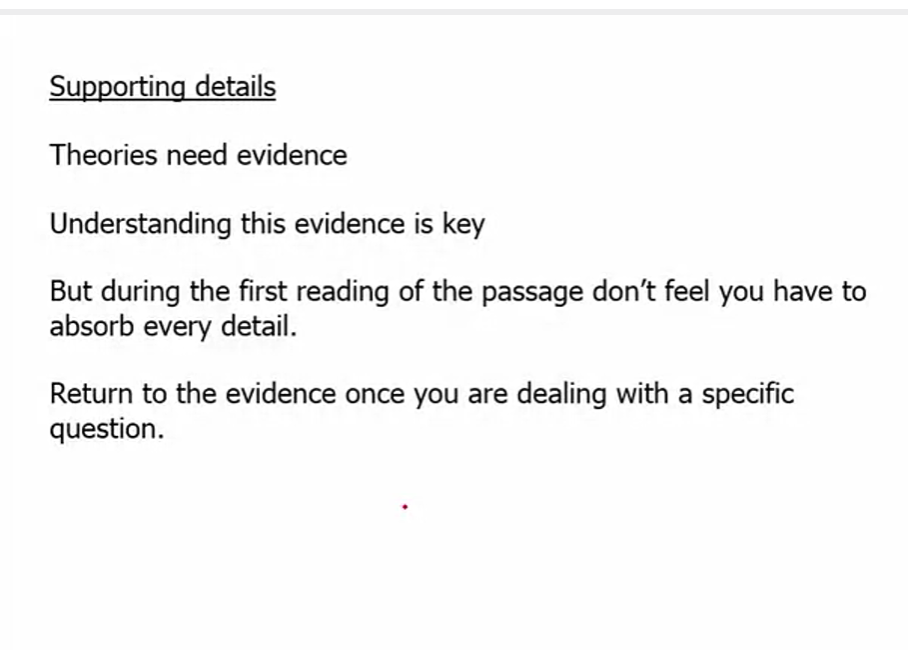 Supporting details
Theories need evidence
Understanding this evidence is key
But during the first reading of the passage don’t feel you have to
absorb every detail.
Return to the evidence once you are dealing with a specific
question.